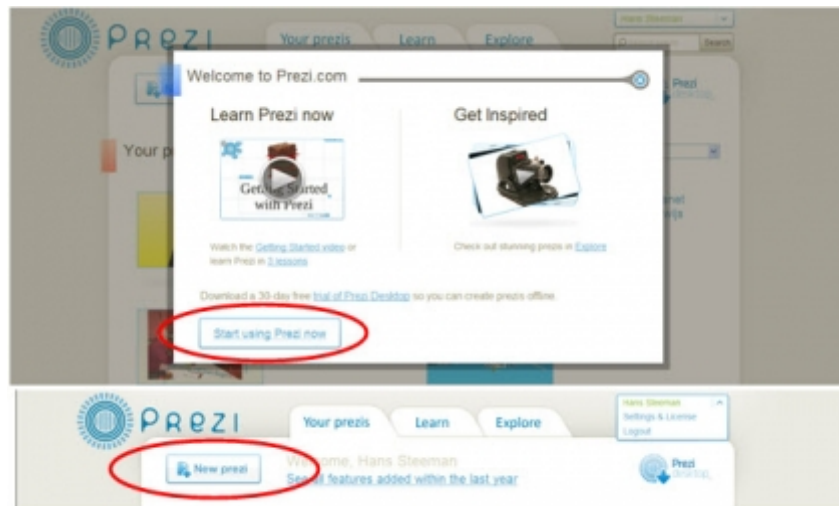 Hans Sleeman
PREZI
Your prezis
Learn
Explore
Search
Welcome to Prezi.com
Prezi
desktop
Learn Prezi now
Get Inspired
Your p
Getting Started
with Prezi
Watch the Getting Started video or
learn Prezi in 3 lessons
Check out stunning prezis in Explore
Download a 30-day free trial of Prezi Desktop so you can create prezis offline.
Start using Prezi now
PREZI
Your prezis
Learn
Explore
Hans Sleeman
Settings & License
Logout
New prezi
Welcome, Hans Sleeman
See all features added within the last year
Prezi
desktop